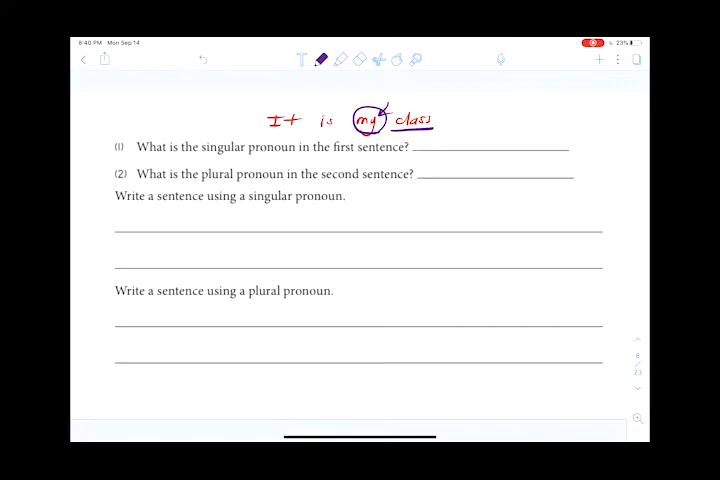 8:40 PM Mon Sep 14
23%
It is my class
(1) What is the singular pronoun in the first sentence?
(2) What is the plural pronoun in the second sentence?
Write a sentence using a singular pronoun.
Write a sentence using a plural pronoun.
8
/
23